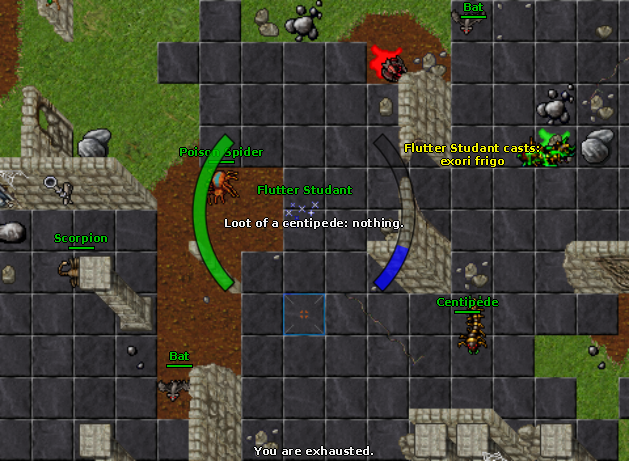 Bat
Poison Spider
Flutter Studant casts:
exori frigo
Flutter Studant
Loot of a centipede: nothing.
Scorpion
Centipede
Bat
You are exhausted.